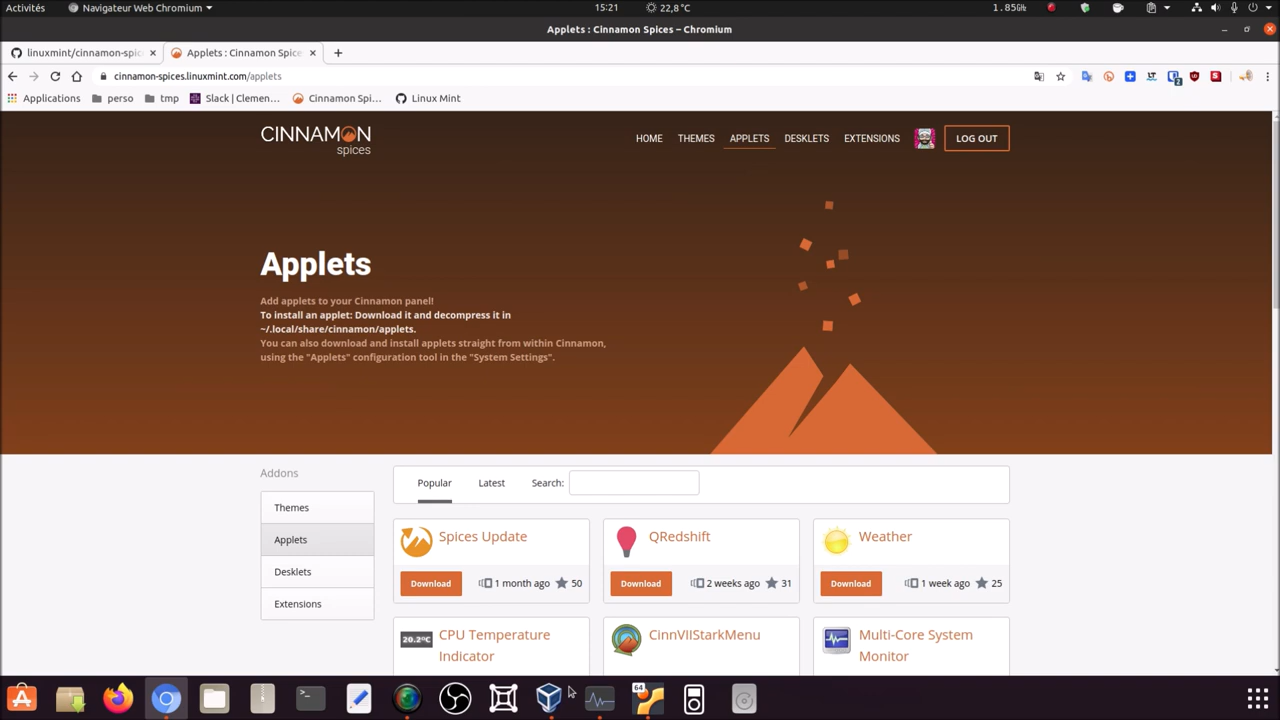 Activités Navigateur Web Chromium 15:21 22,8°C 1.85GHz
Applets : Cinnamon Spices – Chromium
linuxmint/cinnamon-spic Applets : Cinnamon Spice
cinnamon-spices.linuxmint.com/applets
Applications perso tmp Slack | Clemen… Cinnamon Spi… Linux Mint
CINNAMON
spices
HOME THEMES APPLETS DESKLETS EXTENSIONS LOG OUT
Applets
Add applets to your Cinnamon panel!
To install an applet: Download it and decompress it in
~/.local/share/cinnamon/applets.
You can also download and install applets straight from within Cinnamon,
using the "Applets" configuration tool in the "System Settings".
Addons
Themes
Applets
Desklets
Extensions
Popular Latest Search:
Spices Update
Download 1 month ago 50
QRedshift
Download 2 weeks ago 31
Weather
Download 1 week ago 25
20.2°C
CPU Temperature
Indicator
CinnVIIStarkMenu
Multi-Core System
Monitor
64